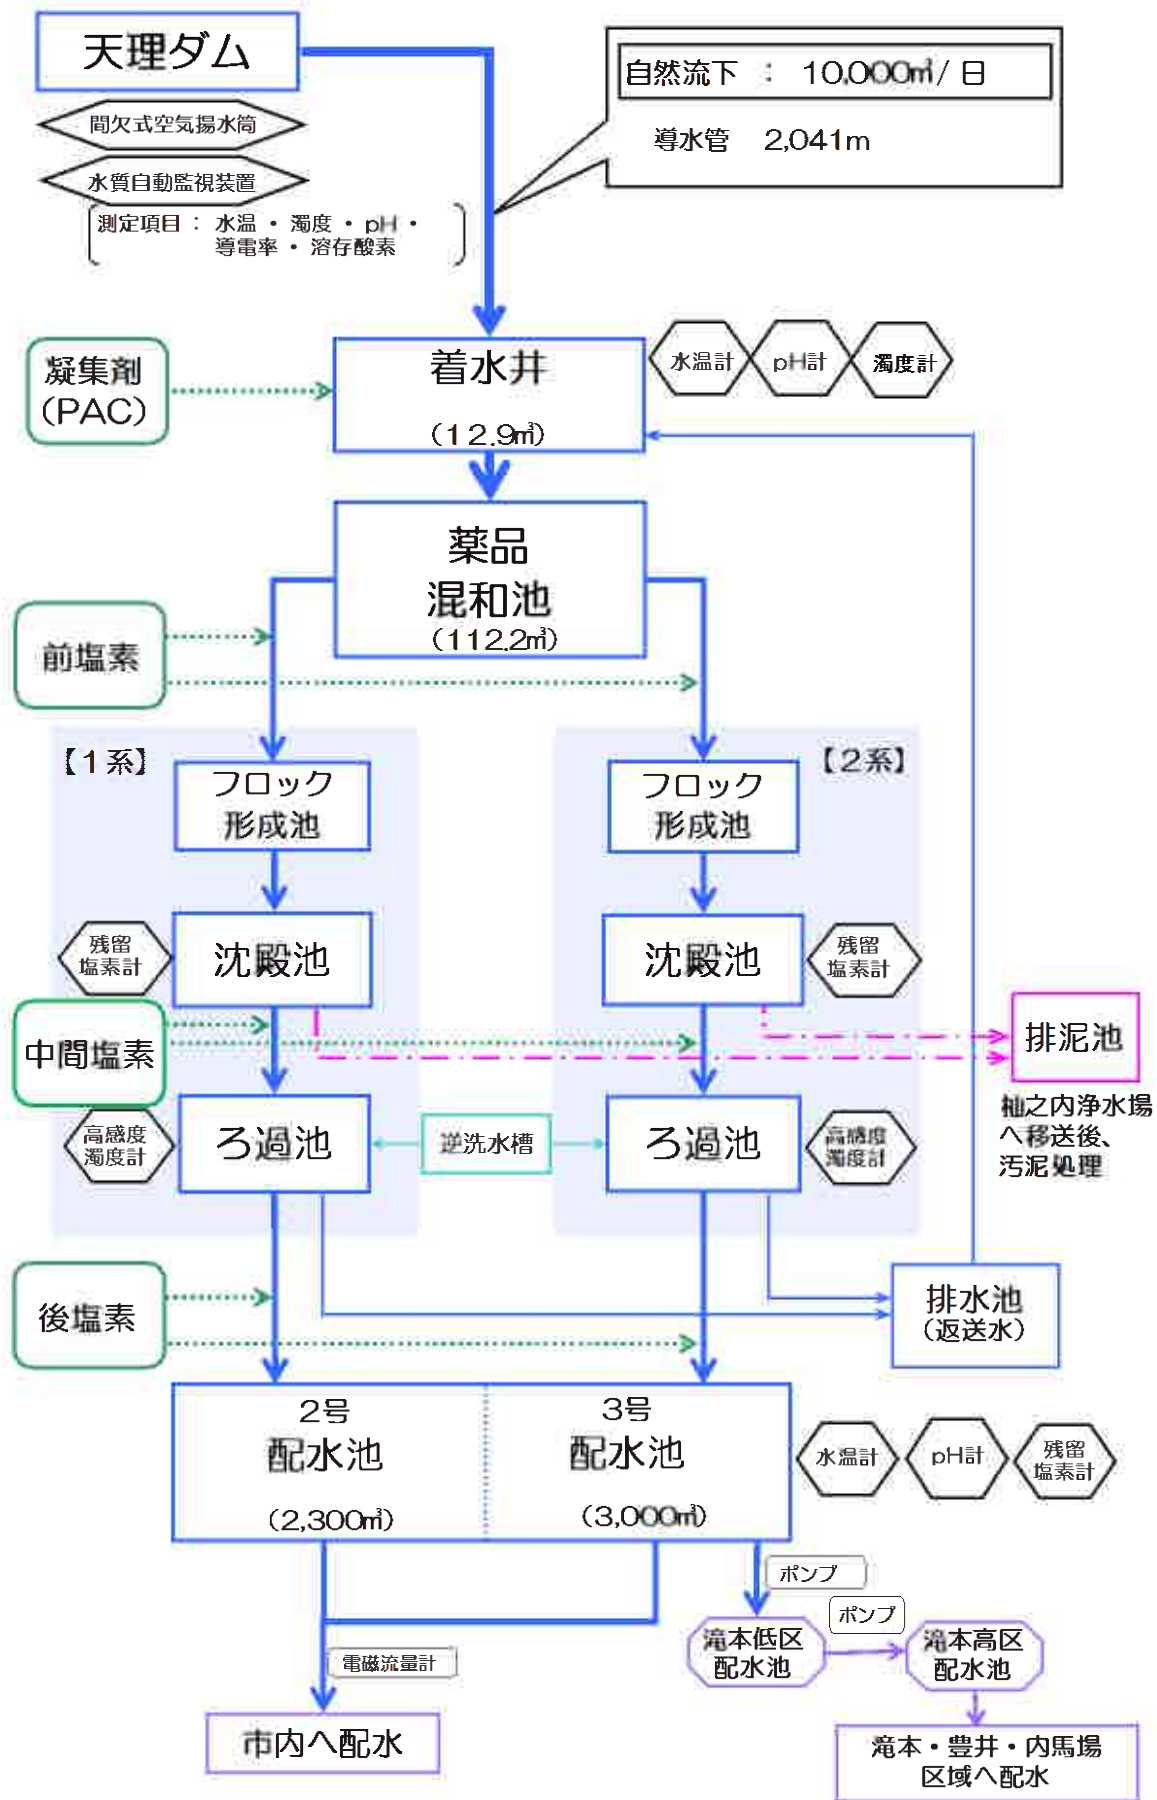 天理ダム
自然流下 ： 10,000㎥/日
導水管 2,041m
間欠式空気揚水筒
水質自動監視装置
測定項目 ： 水温 ・ 濁度 ・ pH ・
導電率 ・ 溶存酸素
凝集剤
（PAC）
着水井
（12.9㎥）
水温計
pH計
濁度計
薬品
混和池
（112.2㎥）
前塩素
【1系】
【2系】
フロック
形成池
フロック
形成池
残留
塩素計
沈殿池
沈殿池
残留
塩素計
中間塩素
排泥池
袖之内浄水場
へ移送後、
汚泥処理
高感度
濁度計
ろ過池
逆洗水槽
ろ過池
高感度
濁度計
後塩素
排水池
（返送水）
2号
配水池
（2,300㎥）
3号
配水池
（3,000㎥）
水温計
pH計
残留
塩素計
ポンプ
ポンプ
滝本低区
配水池
滝本高区
配水池
電磁流量計
市内へ配水
滝本・豊井・内馬場
区域へ配水